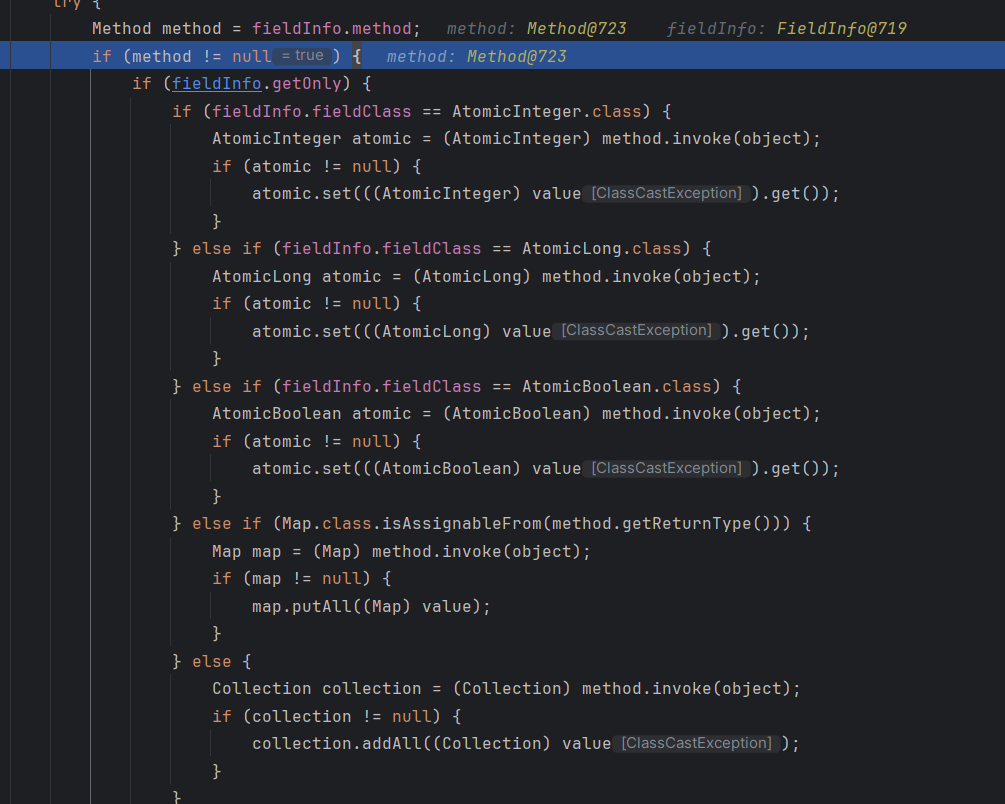 try {
Method method = fieldInfo.method;   method: Method@723    fieldInfo: FieldInfo@719
if (method != null = true ) {   method: Method@723
if (fieldInfo.getOnly) {
if (fieldInfo.fieldClass == AtomicInteger.class) {
AtomicInteger atomic = (AtomicInteger) method.invoke(object);
if (atomic != null) {
atomic.set(((AtomicInteger) value [ClassCastException] ).get());
}
} else if (fieldInfo.fieldClass == AtomicLong.class) {
AtomicLong atomic = (AtomicLong) method.invoke(object);
if (atomic != null) {
atomic.set(((AtomicLong) value [ClassCastException] ).get());
}
} else if (fieldInfo.fieldClass == AtomicBoolean.class) {
AtomicBoolean atomic = (AtomicBoolean) method.invoke(object);
if (atomic != null) {
atomic.set(((AtomicBoolean) value [ClassCastException] ).get());
}
} else if (Map.class.isAssignableFrom(method.getReturnType())) {
Map map = (Map) method.invoke(object);
if (map != null) {
map.putAll((Map) value);
}
} else {
Collection collection = (Collection) method.invoke(object);
if (collection != null) {
collection.addAll((Collection) value [ClassCastException] );
}
}